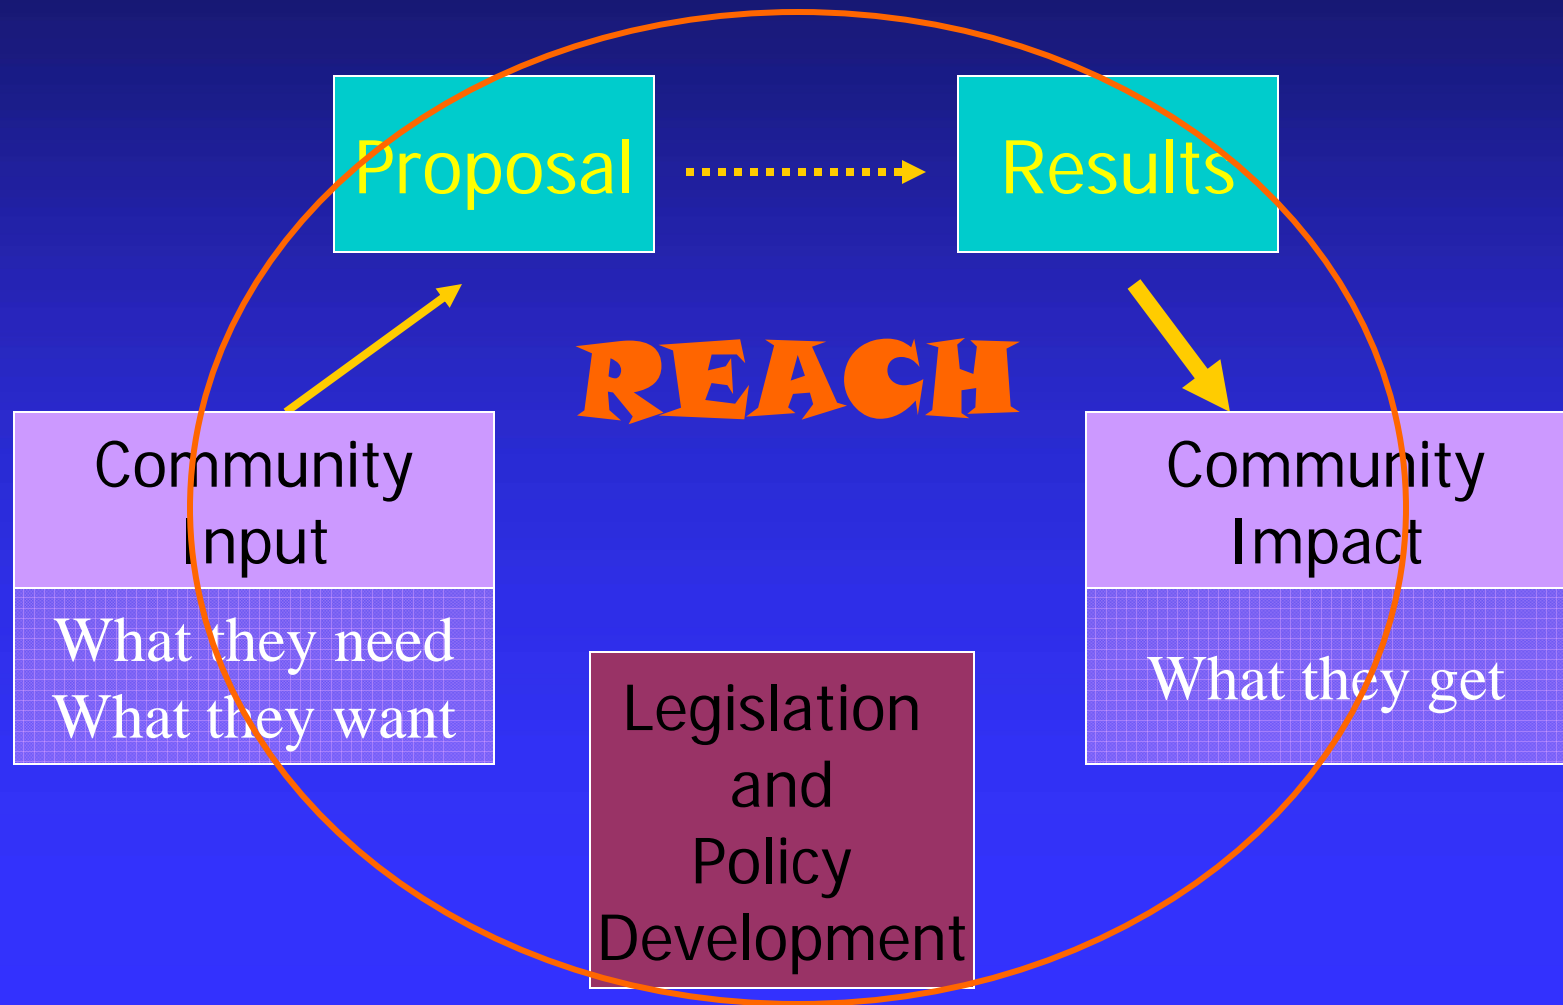 Proposal
Results
REACH
Community
Input
What they need
What they want
Community
Impact
What they get
Legislation
and
Policy
Development